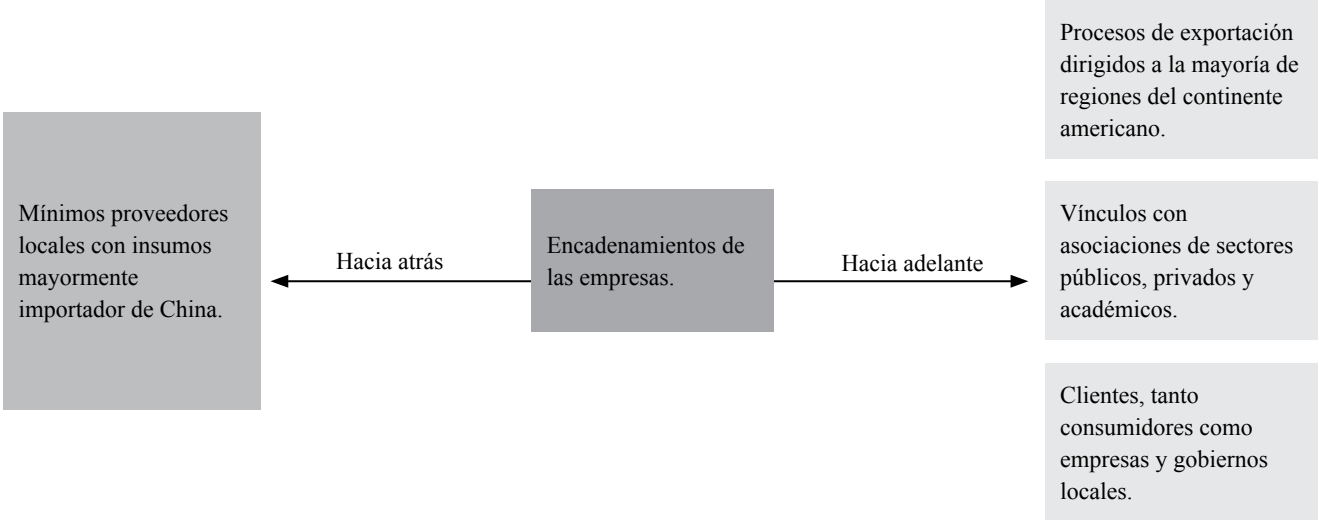 Mínimos proveedores
locales con insumos
mayormente
importador de China.
Hacia atrás
Encadenamientos de
las empresas.
Hacia adelante
Procesos de exportación
dirigidos a la mayoría de
regiones del continente
americano.
Vínculos con
asociaciones de sectores
públicos, privados y
académicos.
Clientes, tanto
consumidores como
empresas y gobiernos
locales.